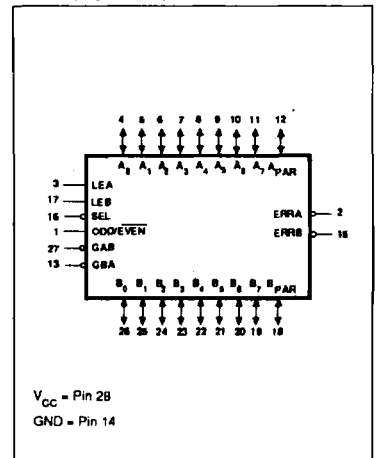 4 5 6 7 8 9 10 11 12
A0 A1 A2 A3 A4 A5 A6 A7 APAR
3 LEA
17 LEB ERRA 2
16 SEL
1 ODD/EVEN ERRB 15
27 GAB
13 GBA
B0 B1 B2 B3 B4 B5 B6 B7 BPAR
26 25 24 23 22 21 20 19 18
VCC = Pin 28
GND = Pin 14